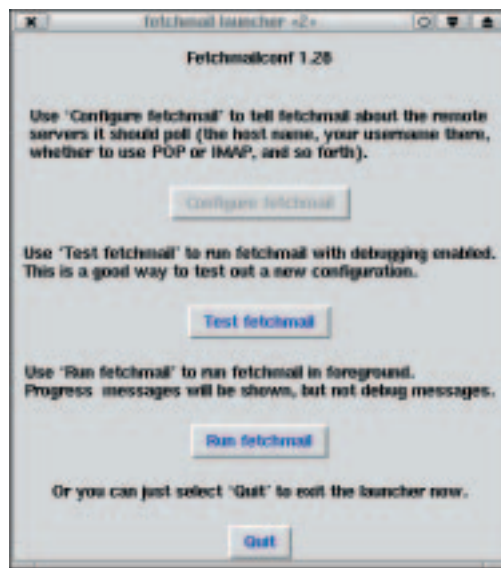 fetchmail launcher <2>
Fetchmailconf 1.28
Use 'Configure fetchmail' to tell fetchmail about the remote
servers it should poll (the host name, your username there,
whether to use POP or IMAP, and so forth).
Configure fetchmail
Use 'Test fetchmail' to run fetchmail with debugging enabled.
This is a good way to test out a new configuration.
Test fetchmail
Use 'Run fetchmail' to run fetchmail in foreground.
Progress messages will be shown, but not debug messages.
Run fetchmail
Or you can just select 'Quit' to exit the launcher now.
Quit